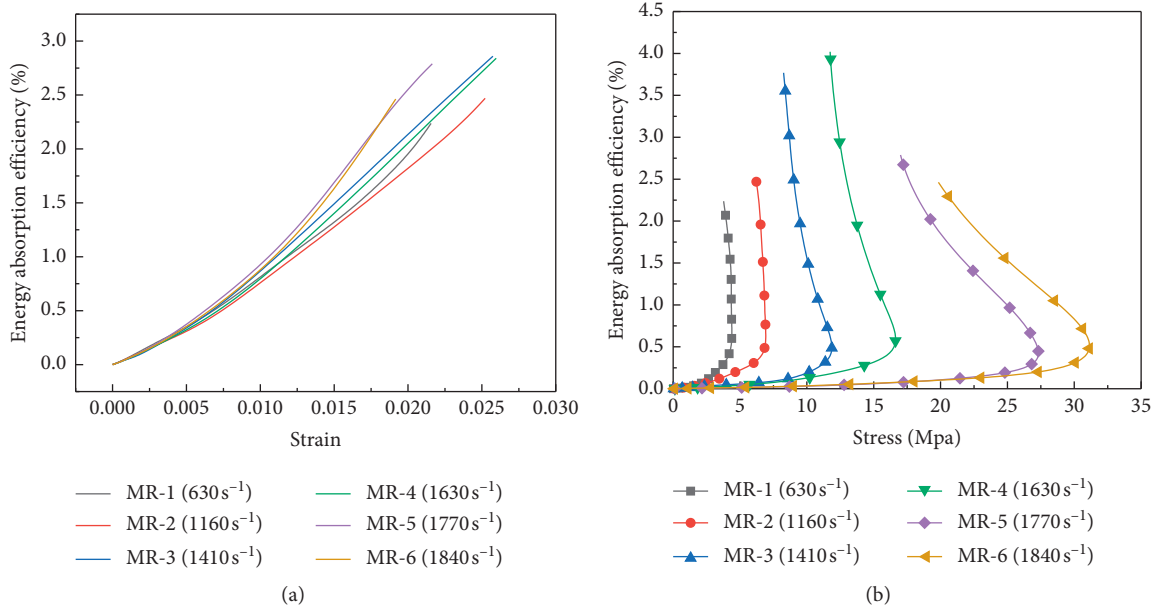 Energy absorption efficiency (%)
3.0
2.5
2.0
1.5
1.0
0.5
0.0
0.000 0.005 0.010 0.015 0.020 0.025 0.030
Strain
MR-1 (630 s⁻¹)
MR-2 (1160 s⁻¹)
MR-3 (1410 s⁻¹)
MR-4 (1630 s⁻¹)
MR-5 (1770 s⁻¹)
MR-6 (1840 s⁻¹)
(a)
Energy absorption efficiency (%)
4.5
4.0
3.5
3.0
2.5
2.0
1.5
1.0
0.5
0.0
0 5 10 15 20 25 30 35
Stress (Mpa)
MR-1 (630 s⁻¹)
MR-2 (1160 s⁻¹)
MR-3 (1410 s⁻¹)
MR-4 (1630 s⁻¹)
MR-5 (1770 s⁻¹)
MR-6 (1840 s⁻¹)
(b)